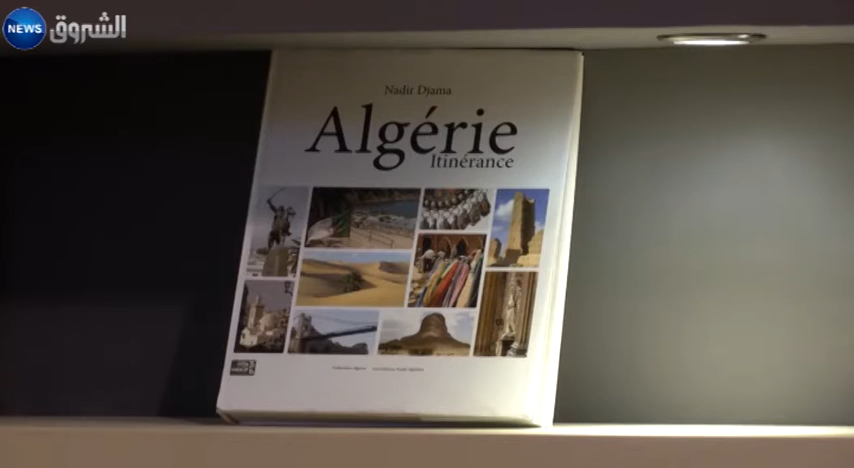 NEWS الشروق
Nadir Djama
Algérie
Itinérance